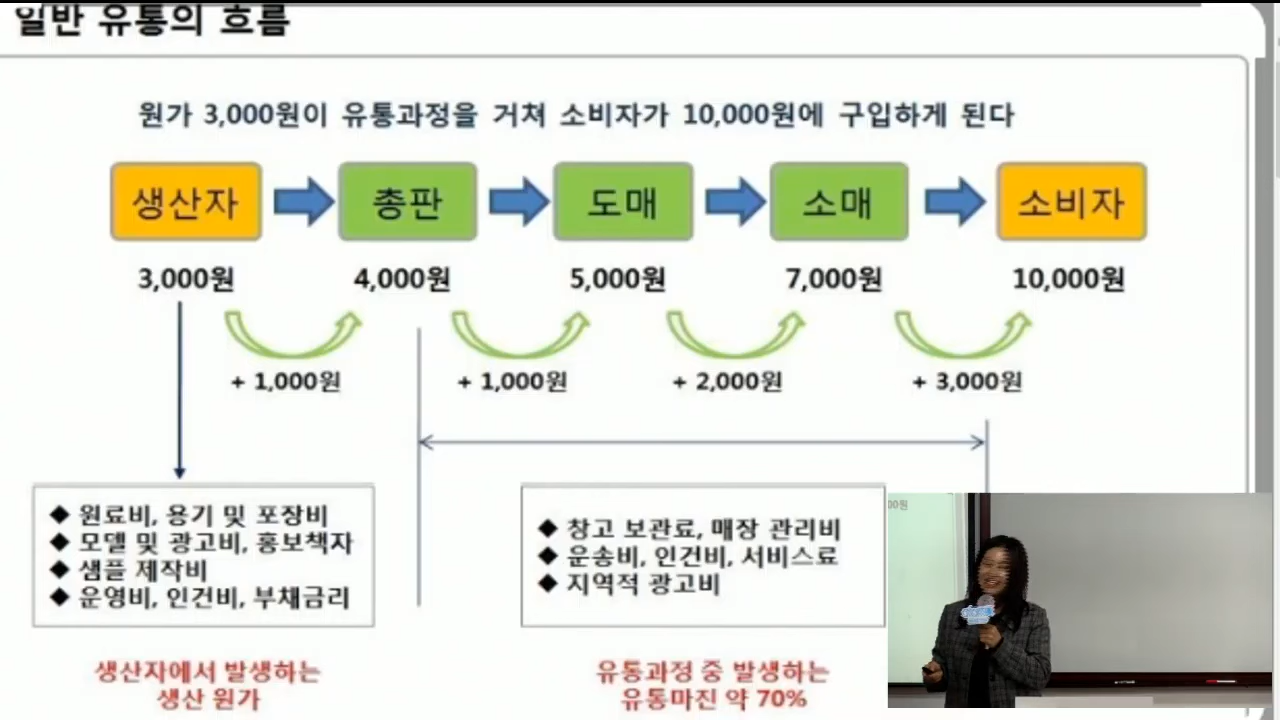 일반 유통의 흐름
원가 3,000원이 유통과정을 거쳐 소비자가 10,000원에 구입하게 된다
생산자 총판 도매 소매 소비자
3,000원 4,000원 5,000원 7,000원 10,000원
+ 1,000원 + 1,000원 + 2,000원 + 3,000원
◆ 원료비, 용기 및 포장비
◆ 모델 및 광고비, 홍보책자
◆ 샘플 제작비
◆ 운영비, 인건비, 부채금리
◆ 창고 보관료, 매장 관리비
◆ 운송비, 인건비, 서비스료
◆ 지역적 광고비
생산자에서 발생하는
생산 원가
유통과정 중 발생하는
유통마진 약 70%
00원